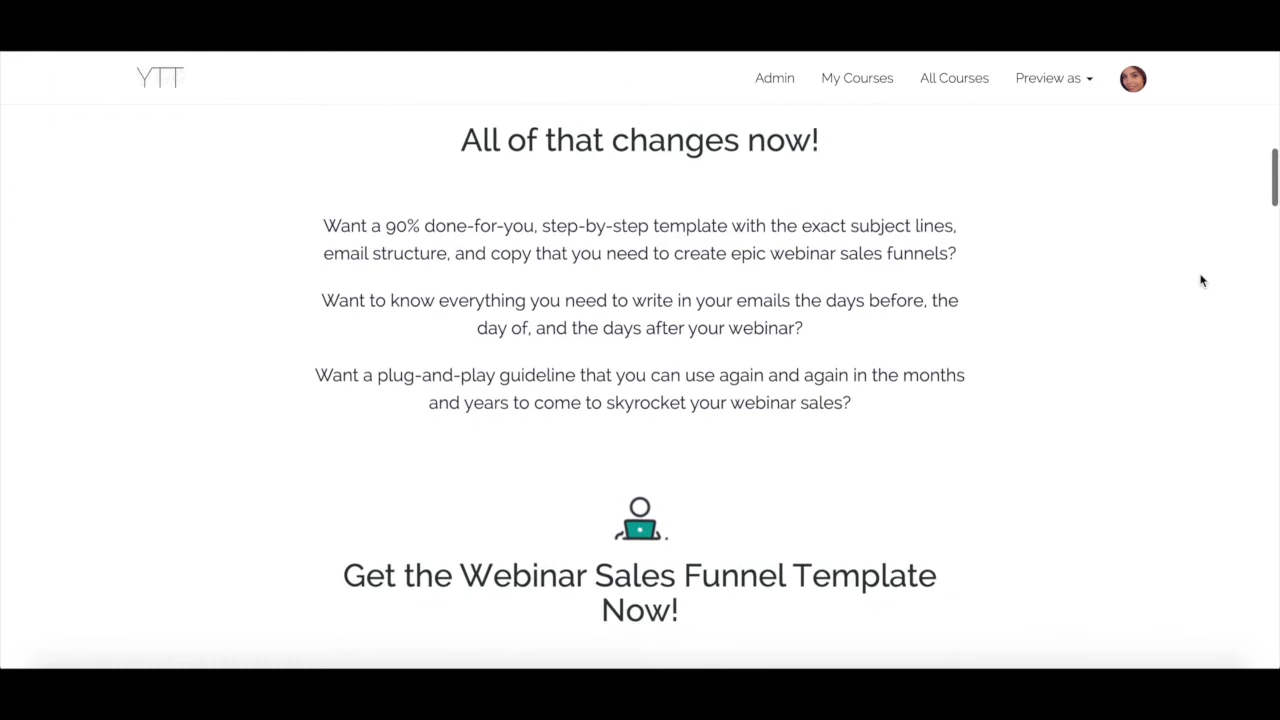 YTT
Admin
My Courses
All Courses
Preview as
All of that changes now!
Want a 90% done-for-you, step-by-step template with the exact subject lines,
email structure, and copy that you need to create epic webinar sales funnels?
Want to know everything you need to write in your emails the days before, the
day of, and the days after your webinar?
Want a plug-and-play guideline that you can use again and again in the months
and years to come to skyrocket your webinar sales?
Get the Webinar Sales Funnel Template
Now!